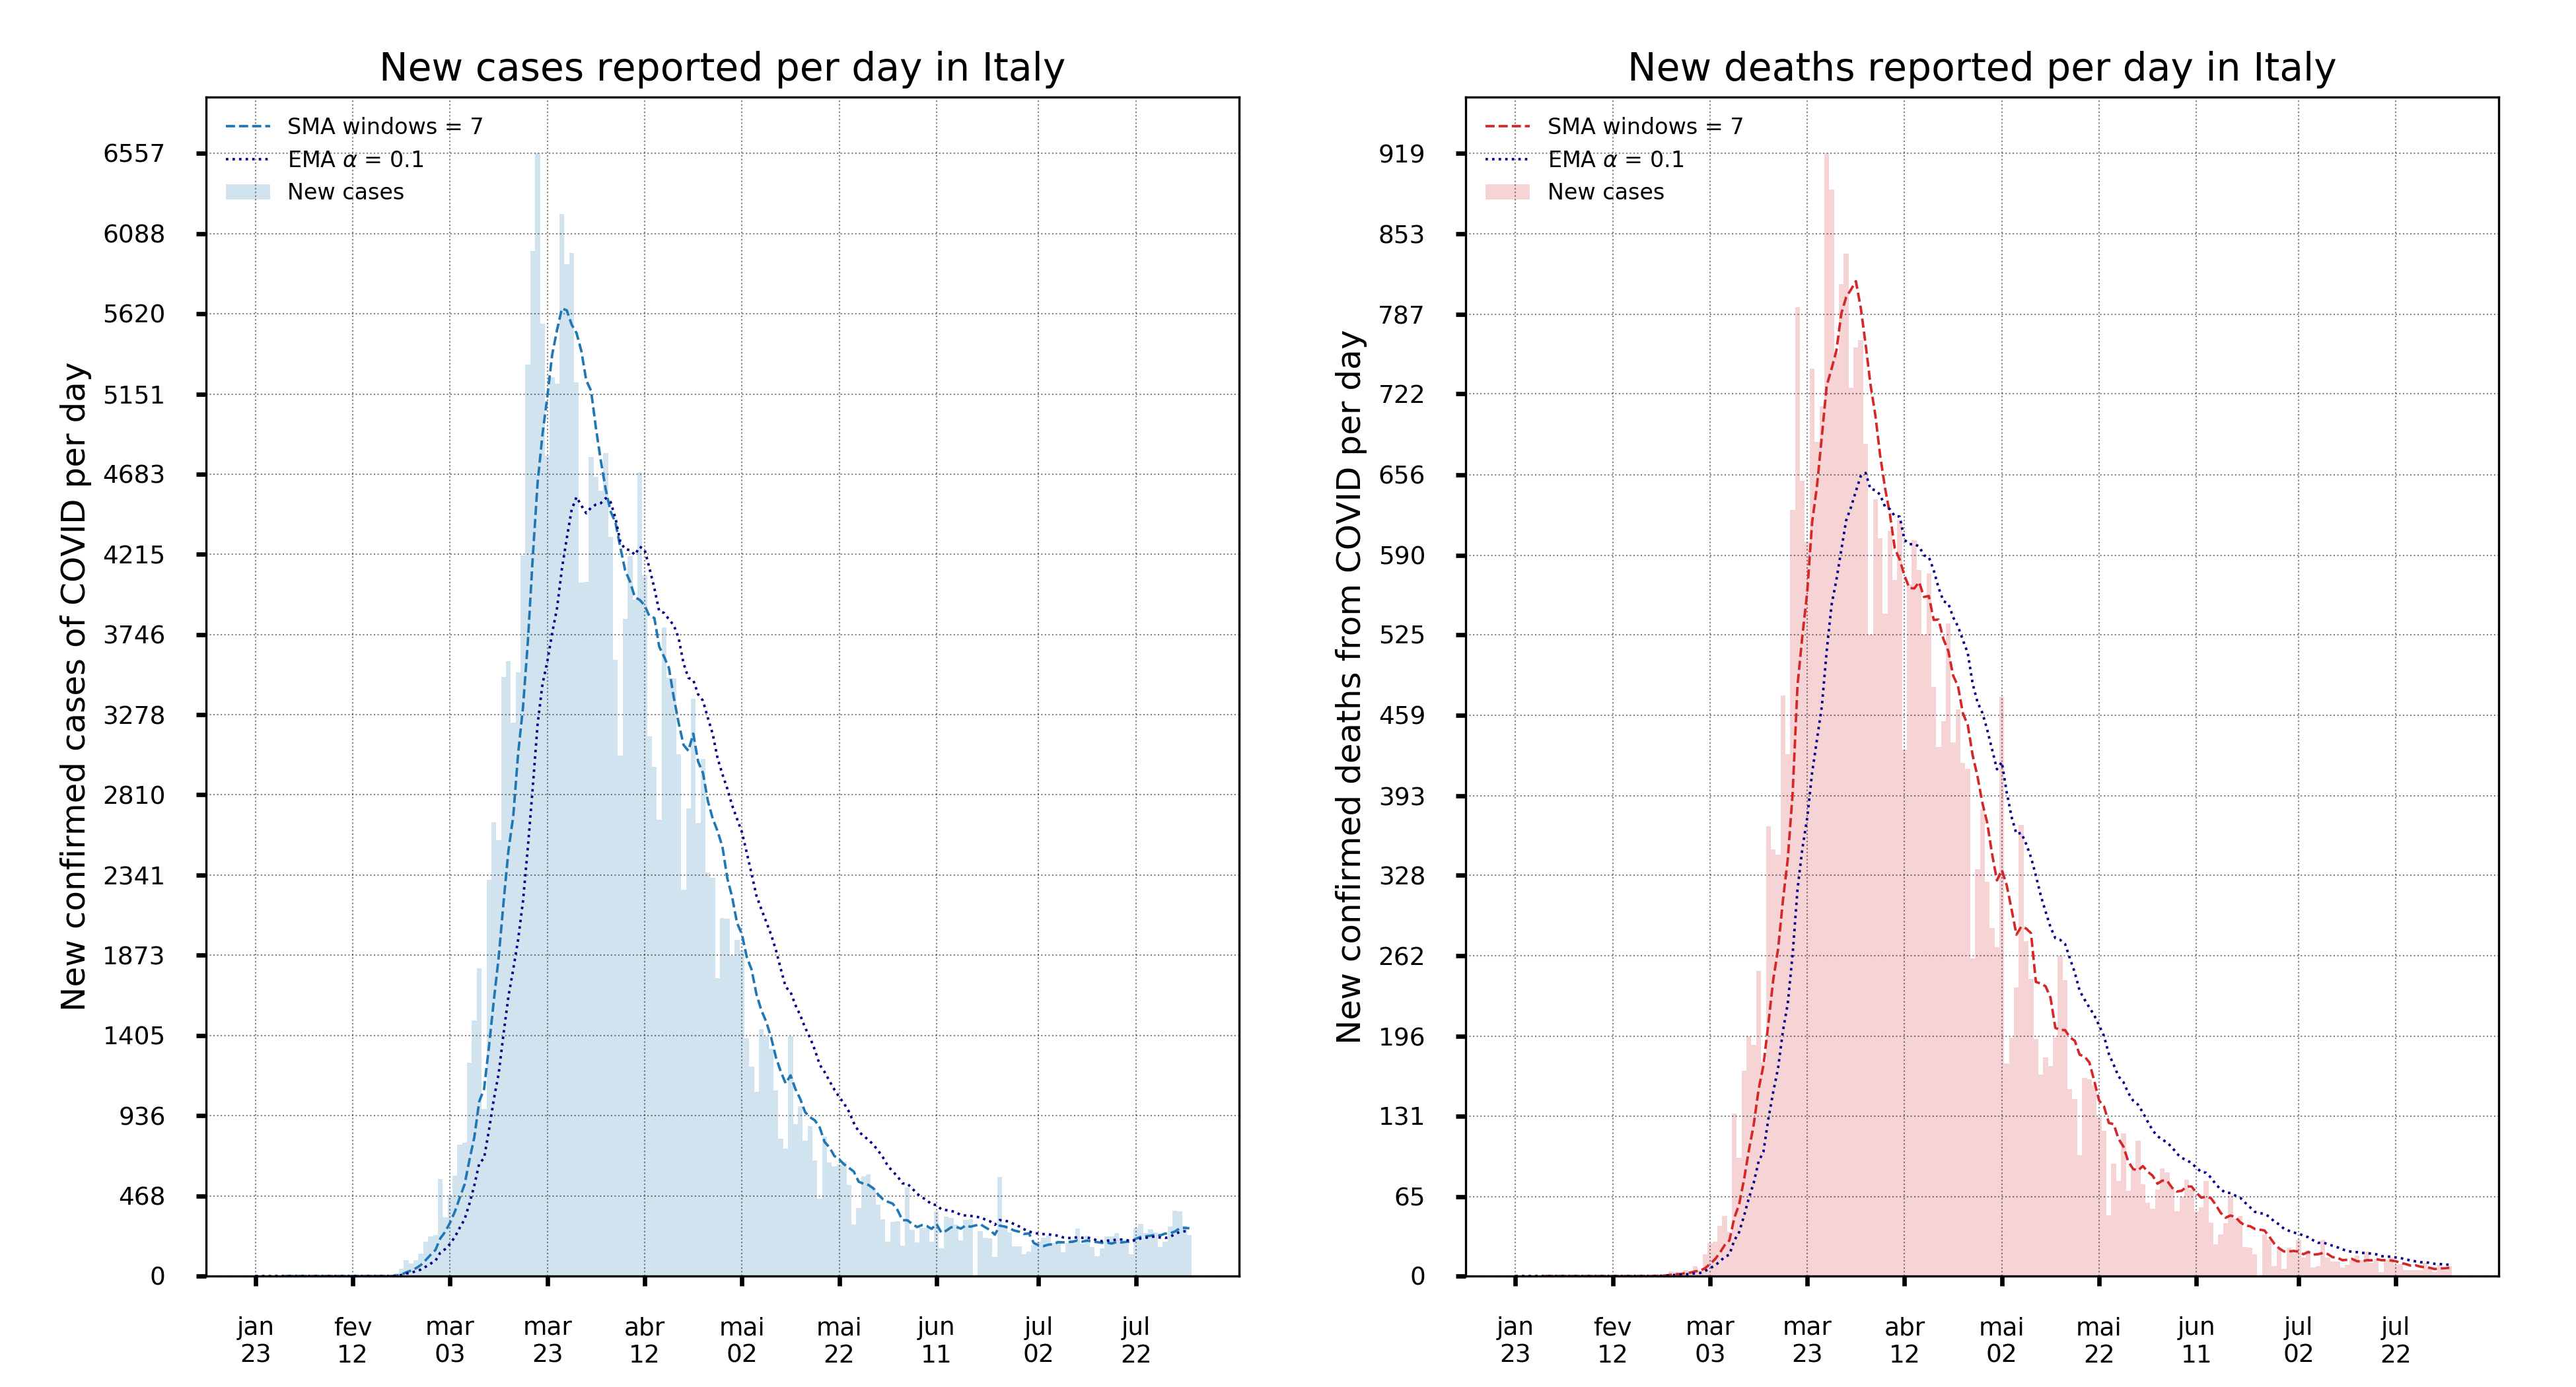 New cases reported per day in Italy
SMA windows = 7
EMA α = 0.1
New cases
New confirmed cases of COVID per day
6557
6088
5620
5151
4683
4215
3746
3278
2810
2341
1873
1405
936
468
0
jan fev mar mar abr mai mai jun jul jul
23 12 03 23 12 02 22 11 02 22
New deaths reported per day in Italy
SMA windows = 7
EMA α = 0.1
New cases
New confirmed deaths from COVID per day
919
853
787
722
656
590
525
459
393
328
262
196
131
65
0
jan fev mar mar abr mai mai jun jul jul
23 12 03 23 12 02 22 11 02 22